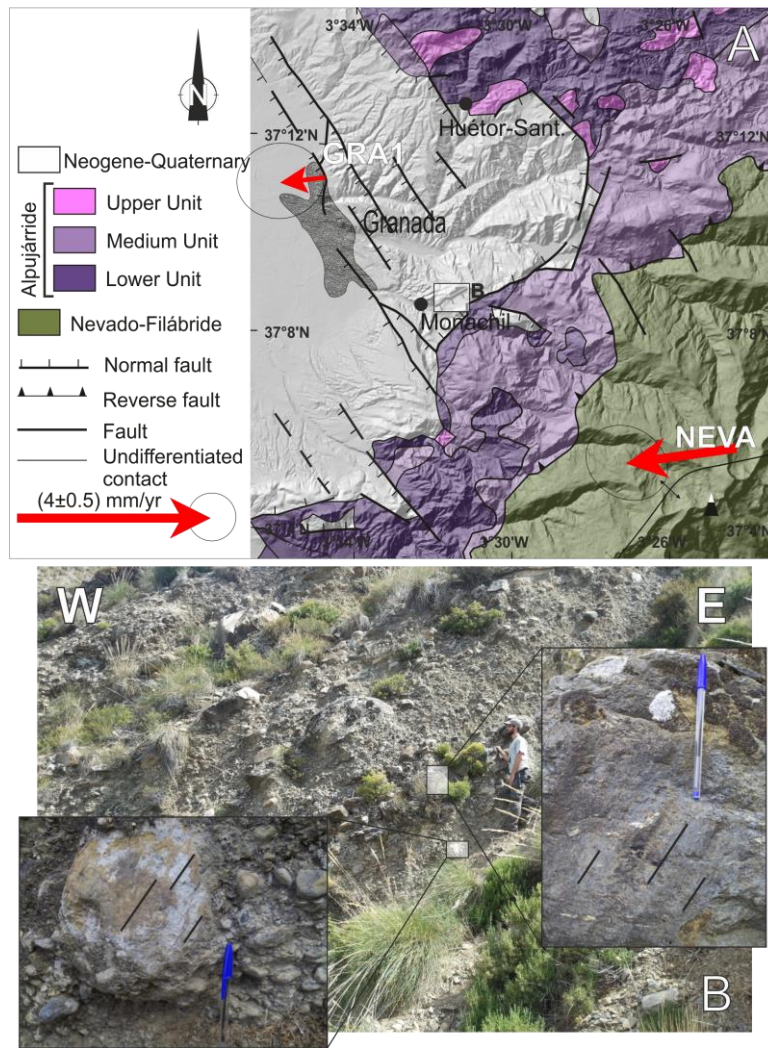 3°34'W
3°30'W
3°26'W
A
N
Huétor-Sant.
37°12'N
37°12'N
Neogene-Quaternary
GRA1
Alpujárride
Upper Unit
Medium Unit
Lower Unit
Granada
B
Monachil
Nevado-Filábride
37°8'N
37°8'N
Normal fault
Reverse fault
Fault
Undifferentiated
contact
NEVA
(4±0.5) mm/yr
3°34'W
3°30'W
3°26'W
37°4'N
W
E
B